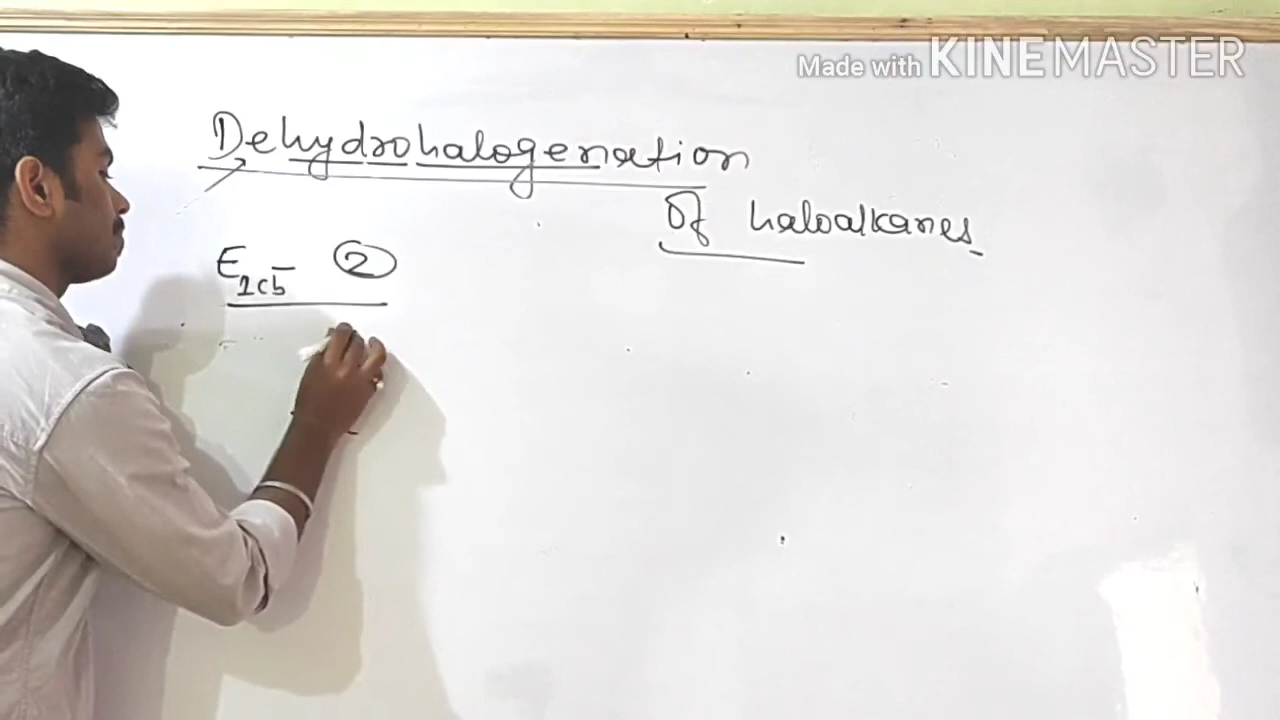 Made with KINEMASTER
Dehydrohalogenation
Of haloalkanes
E1cb̄ ②